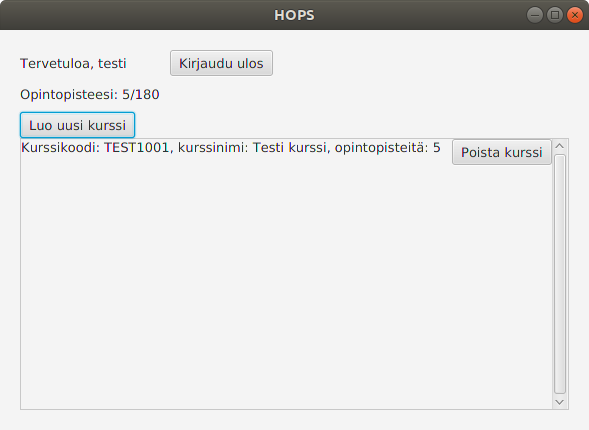 HOPS
Tervetuloa, testi Kirjaudu ulos
Opintopisteesi: 5/180
Luo uusi kurssi
Kurssikoodi: TEST1001, kurssinimi: Testi kurssi, opintopisteitä: 5 Poista kurssi